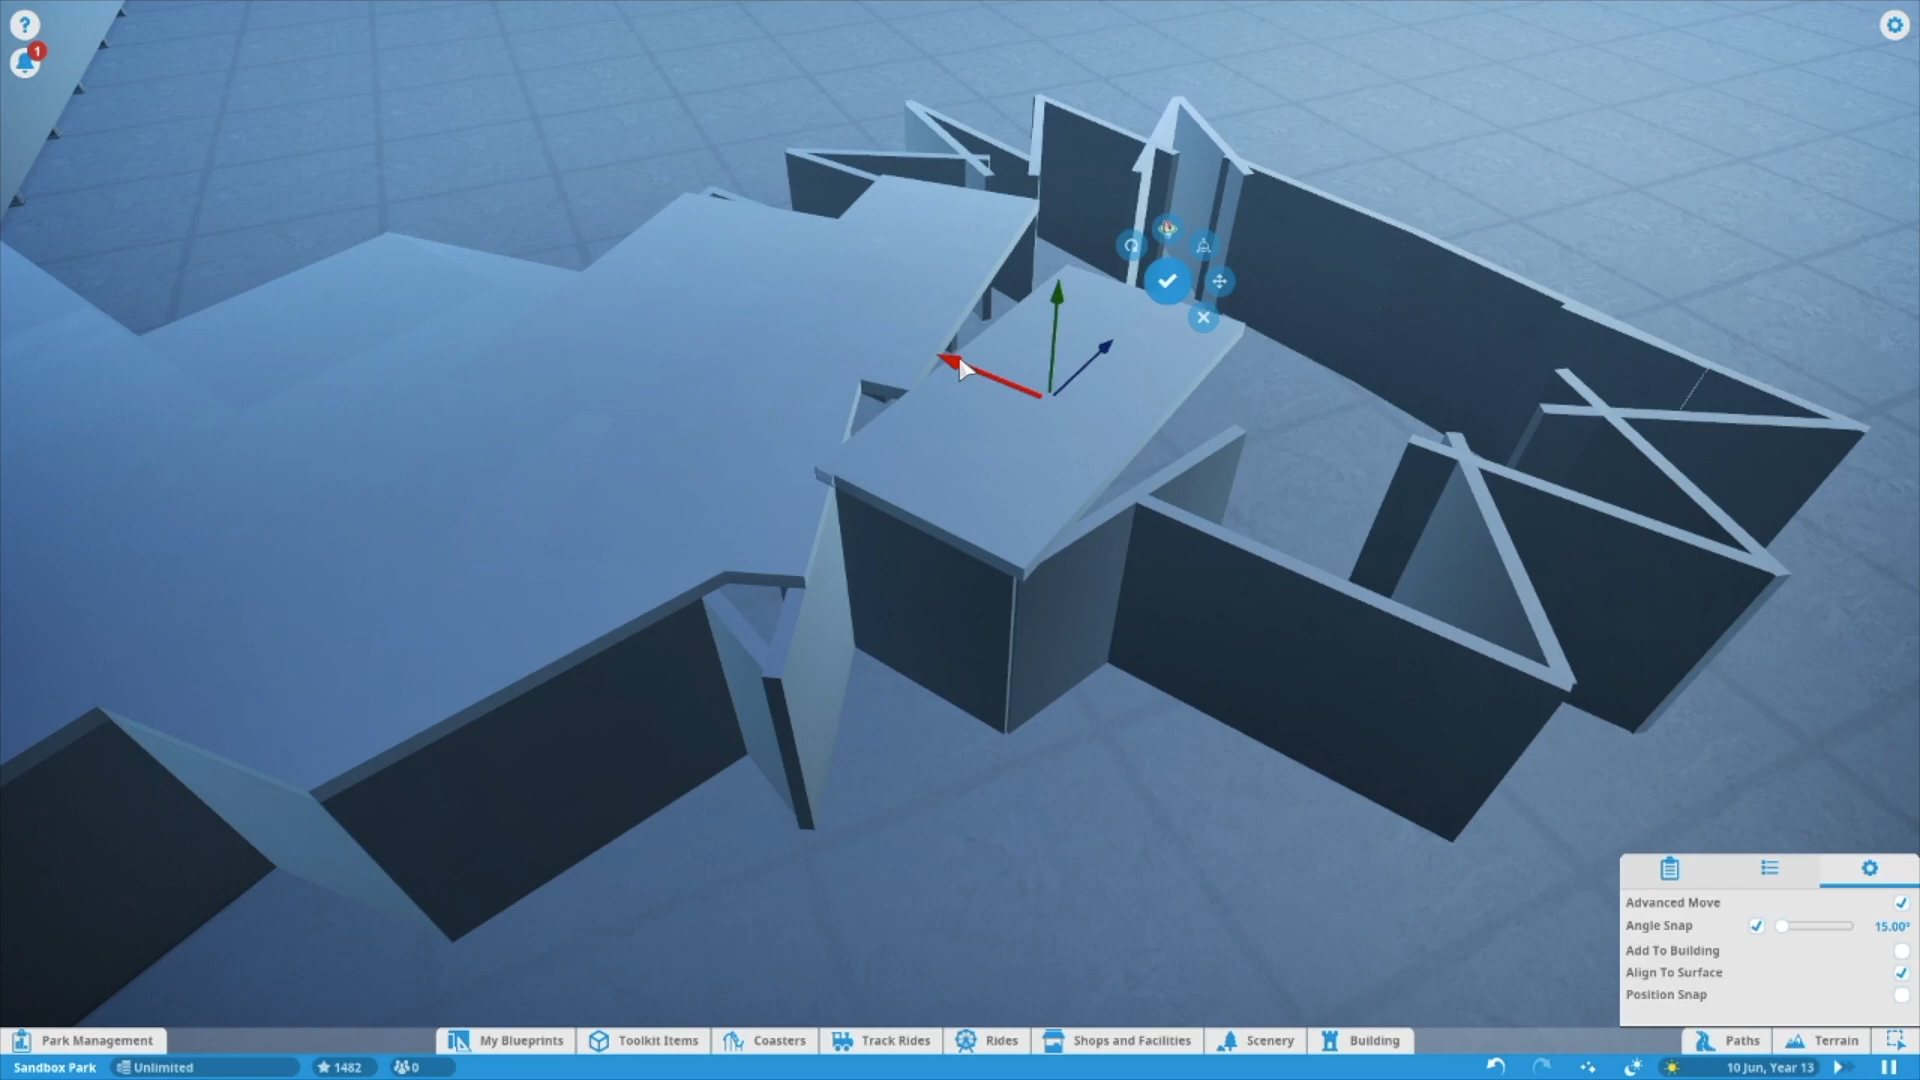 ?
1
Advanced Move
Angle Snap 15.00°
Add To Building
Align To Surface
Position Snap
Park Management My Blueprints Toolkit Items Coasters Track Rides Rides Shops and Facilities Scenery Building Paths Terrain
Sandbox Park Unlimited 1482 0 10 Jun, Year 13